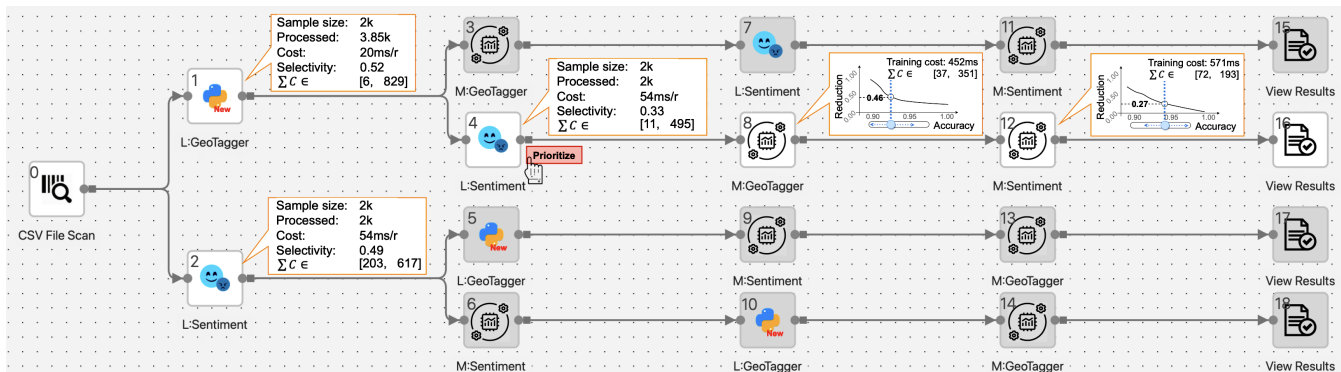 Sample size: 2k
Processed: 3.85k
Cost: 20ms/r
Selectivity: 0.52
∑C ∈ [6, 829]
1
New
L:GeoTagger
3
M:GeoTagger
7
L:Sentiment
11
M:Sentiment
15
View Results
Sample size: 2k
Processed: 2k
Cost: 54ms/r
Selectivity: 0.33
∑C ∈ [11, 495]
4
Prioritize
L:Sentiment
Training cost: 452ms
∑C ∈ [37, 351]
Reduction
1.00
0.50
0.00
0.46
0.90 0.95 1.00
Accuracy
8
M:GeoTagger
Training cost: 571ms
∑C ∈ [72, 193]
Reduction
1.00
0.50
0.00
0.27
0.90 0.95 1.00
Accuracy
12
M:Sentiment
16
View Results
0
CSV File Scan
Sample size: 2k
Processed: 2k
Cost: 54ms/r
Selectivity: 0.49
∑C ∈ [203, 617]
2
L:Sentiment
5
New
L:GeoTagger
9
M:Sentiment
13
M:GeoTagger
17
View Results
6
M:Sentiment
10
New
L:GeoTagger
14
M:GeoTagger
18
View Results